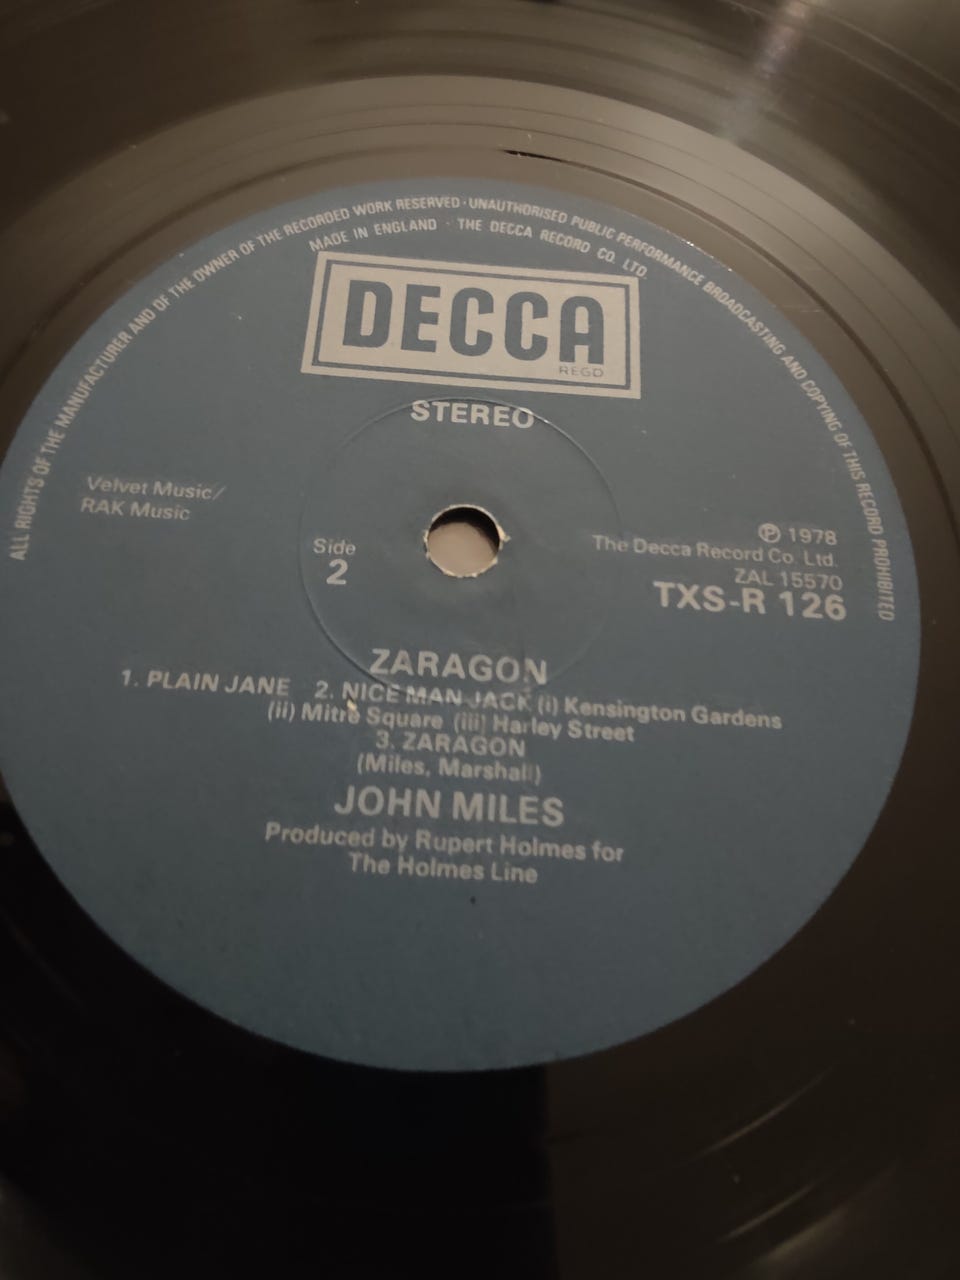 ALL RIGHTS OF THE MANUFACTURER AND OF THE OWNER OF THE RECORDED WORK RESERVED · UNAUTHORISED PUBLIC PERFORMANCE BROADCASTING AND COPYING OF THIS RECORD PROHIBITED
MADE IN ENGLAND · THE DECCA RECORD CO. LTD.
DECCA
REGD
STEREO
Velvet Music/
RAK Music
Side
2
℗ 1978
The Decca Record Co. Ltd.
ZAL 15570
TXS-R 126
ZARAGON
1. PLAIN JANE 2. NICE MAN JACK (i) Kensington Gardens
(ii) Mitre Square (iii) Harley Street
3. ZARAGON
(Miles, Marshall)
JOHN MILES
Produced by Rupert Holmes for
The Holmes Line